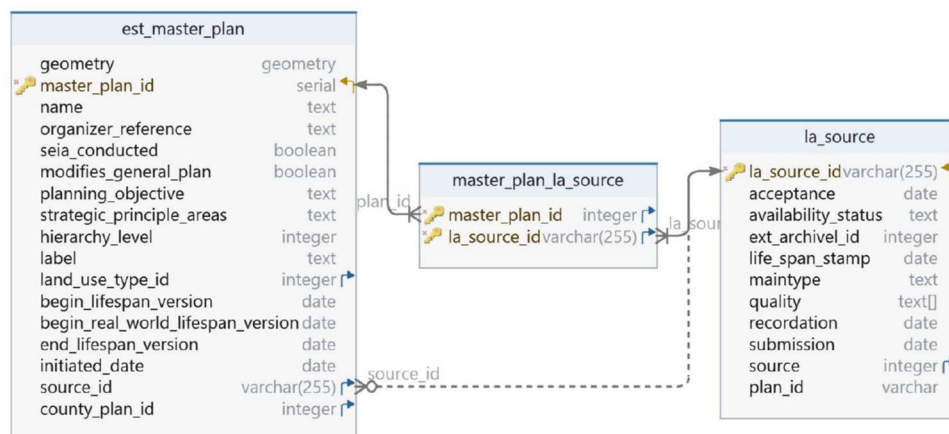 est_master_plan
geometry geometry
master_plan_id serial
name text
organizer_reference text
seia_conducted boolean
modifies_general_plan boolean
planning_objective text
strategic_principle_areas text
hierarchy_level integer
label text
land_use_type_id integer
begin_lifespan_version date
begin_real_world_lifespan_version date
end_lifespan_version date
initiated_date date
source_id varchar(255)
county_plan_id integer
plan_id
source_id
master_plan_la_source
master_plan_id integer
la_source_id varchar(255)
la_sour
la_source
la_source_id varchar(255)
acceptance date
availability_status text
ext_archivel_id integer
life_span_stamp date
maintype text
quality text[]
recordation date
submission date
source integer
plan_id varchar